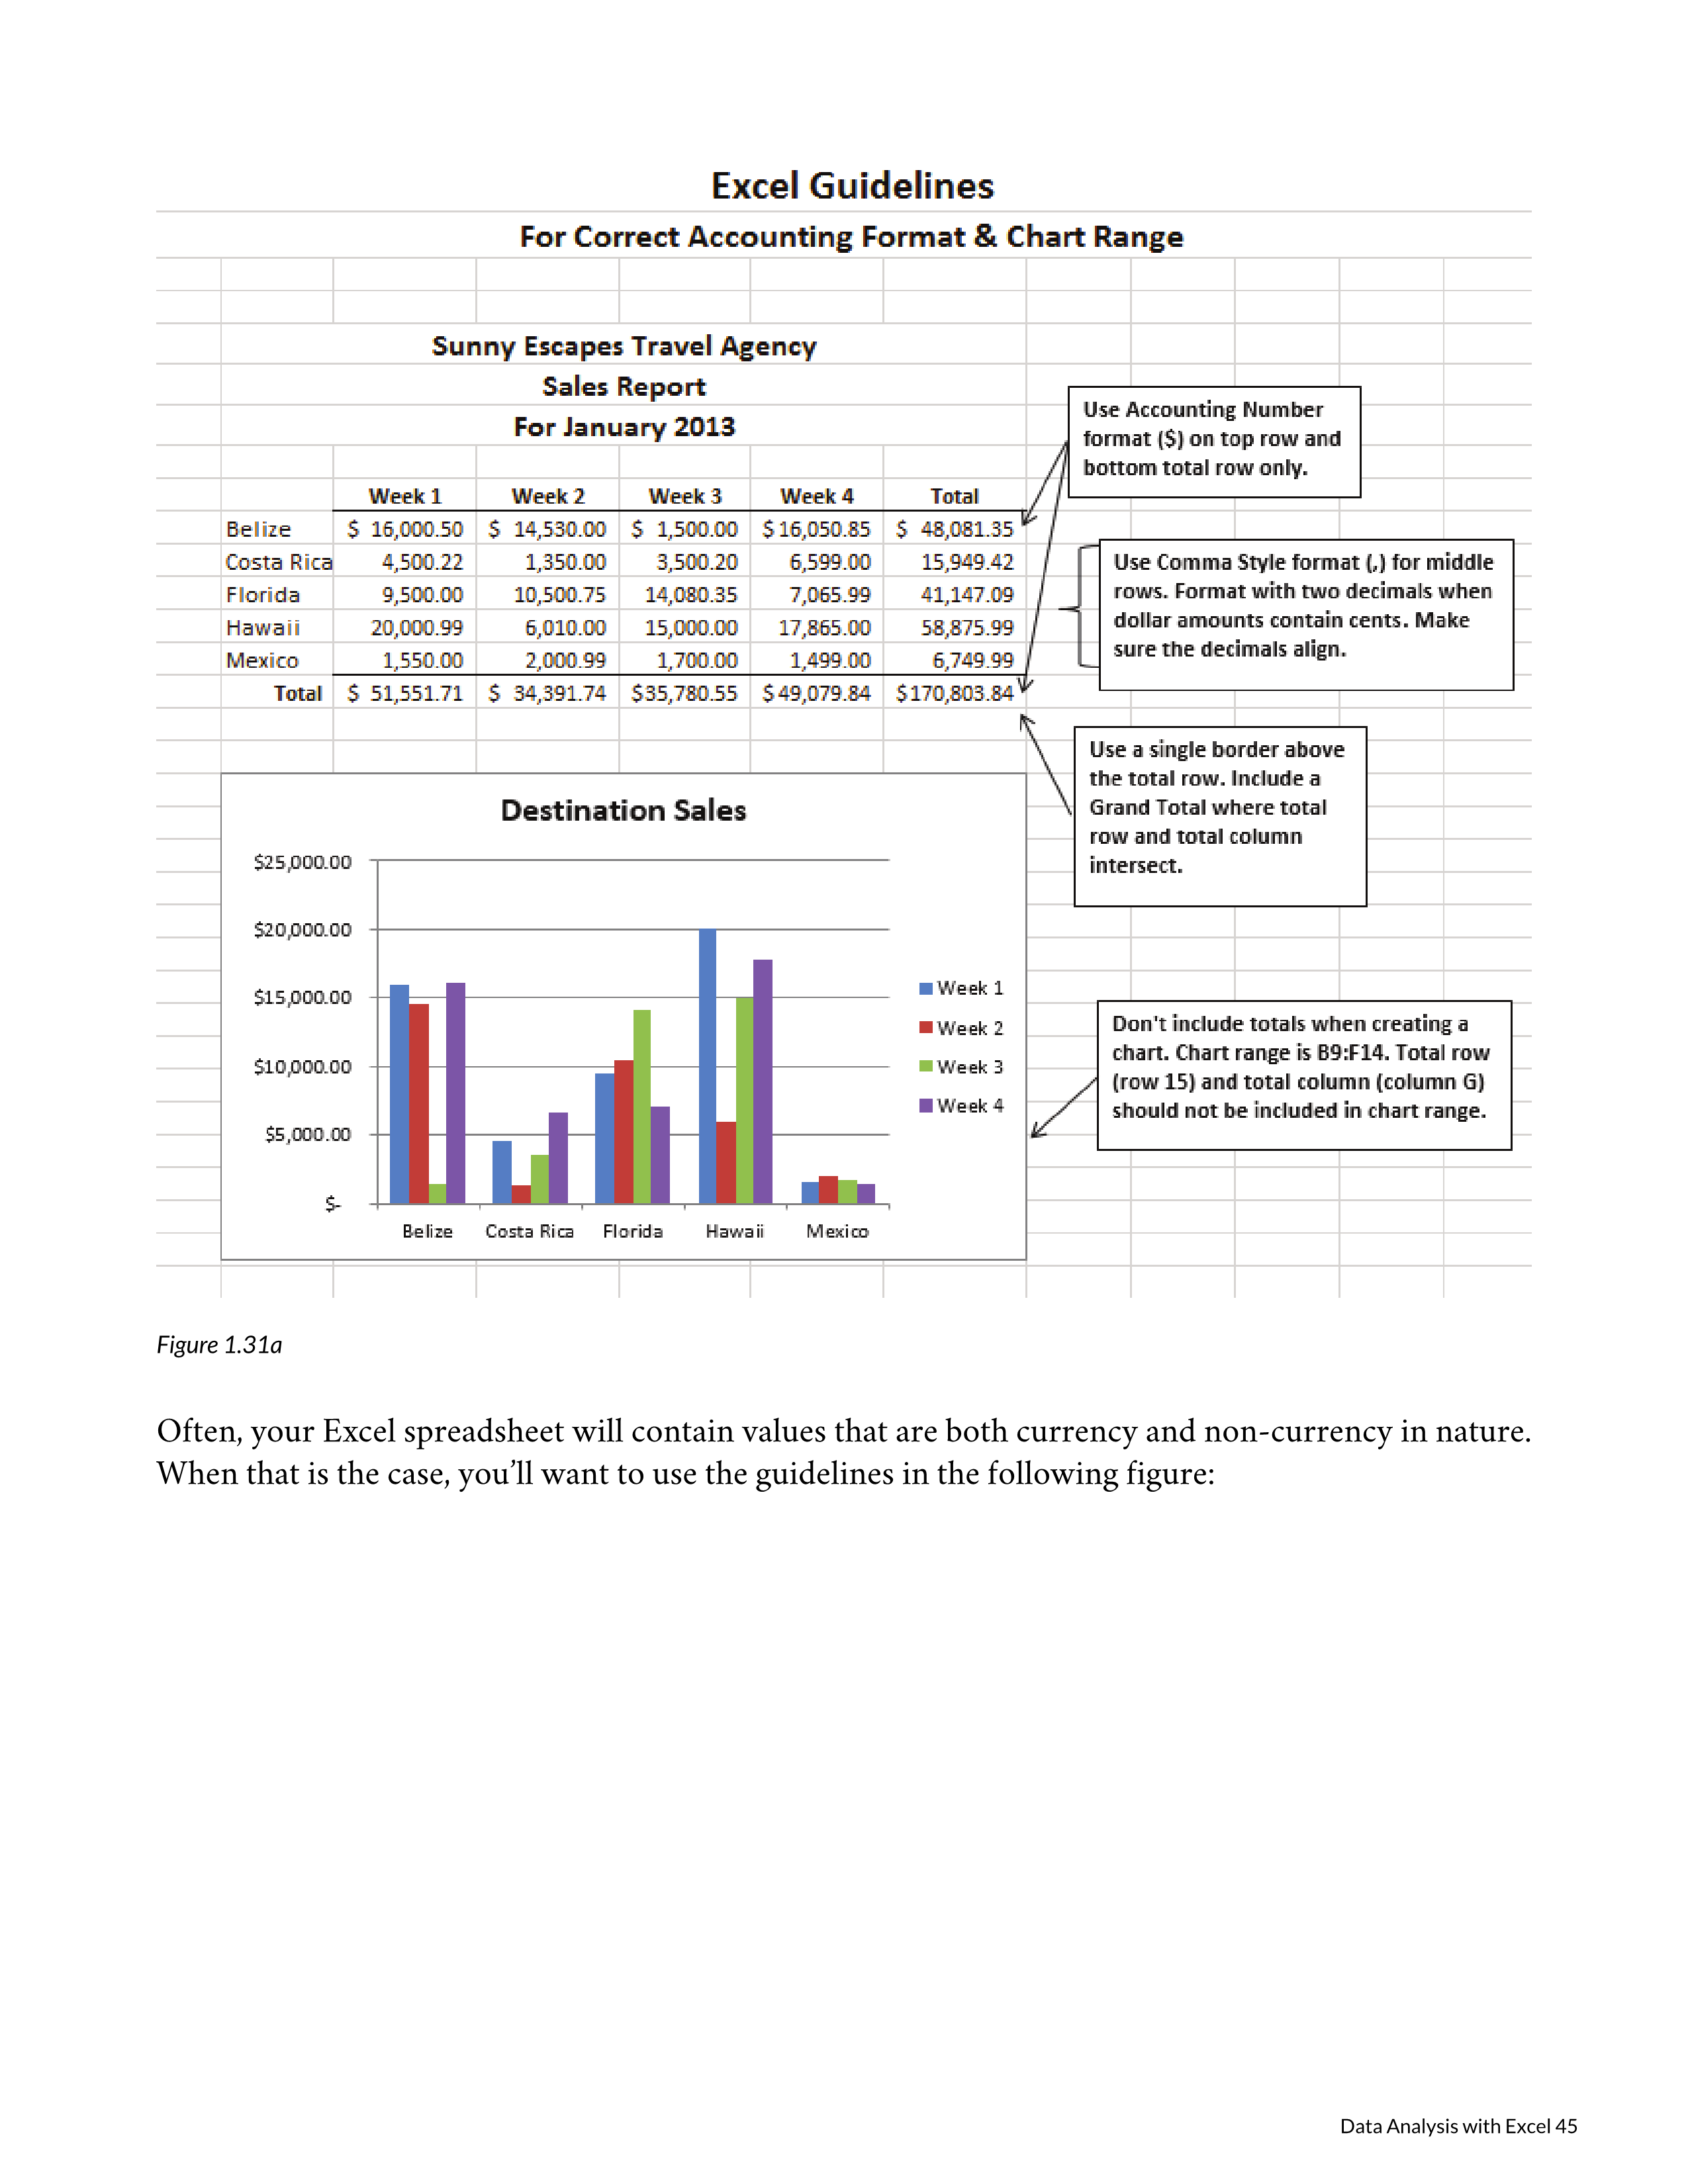 Excel Guidelines
For Correct Accounting Format & Chart Range
Sunny Escapes Travel Agency
Sales Report
For January 2013
Week 1 Week 2 Week 3 Week 4 Total
Belize $ 16,000.50 $ 14,530.00 $ 1,500.00 $ 16,050.85 $ 48,081.35
Costa Rica 4,500.22 1,350.00 3,500.20 6,599.00 15,949.42
Florida 9,500.00 10,500.75 14,080.35 7,065.99 41,147.09
Hawaii 20,000.99 6,010.00 15,000.00 17,865.00 58,875.99
Mexico 1,550.00 2,000.99 1,700.00 1,499.00 6,749.99
Total $ 51,551.71 $ 34,391.74 $35,780.55 $ 49,079.84 $170,803.84
Use Accounting Number
format ($) on top row and
bottom total row only.
Use Comma Style format (,) for middle
rows. Format with two decimals when
dollar amounts contain cents. Make
sure the decimals align.
Use a single border above
the total row. Include a
Grand Total where total
row and total column
intersect.
Destination Sales
$25,000.00
$20,000.00
$15,000.00
$10,000.00
$5,000.00
$-
Belize Costa Rica Florida Hawaii Mexico
Week 1
Week 2
Week 3
Week 4
Don't include totals when creating a
chart. Chart range is B9:F14. Total row
(row 15) and total column (column G)
should not be included in chart range.
Figure 1.31a
Often, your Excel spreadsheet will contain values that are both currency and non-currency in nature.
When that is the case, you’ll want to use the guidelines in the following figure:
Data Analysis with Excel 45